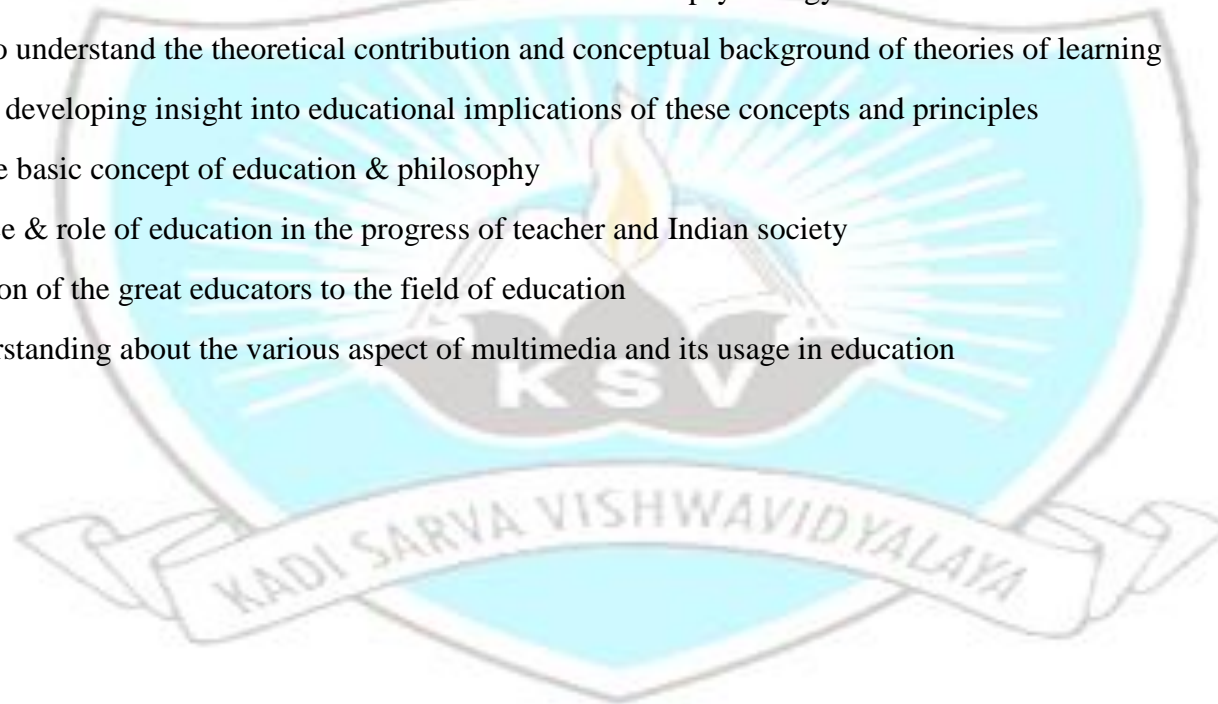 o understand the theoretical contribution and conceptual background of theories of learning
developing insight into educational implications of these concepts and principles
e basic concept of education & philosophy
e & role of education in the progress of teacher and Indian society
on of the great educators to the field of education
rstanding about the various aspect of multimedia and its usage in education
KSV
KADI SARVA VISHWAVIDYALAYA